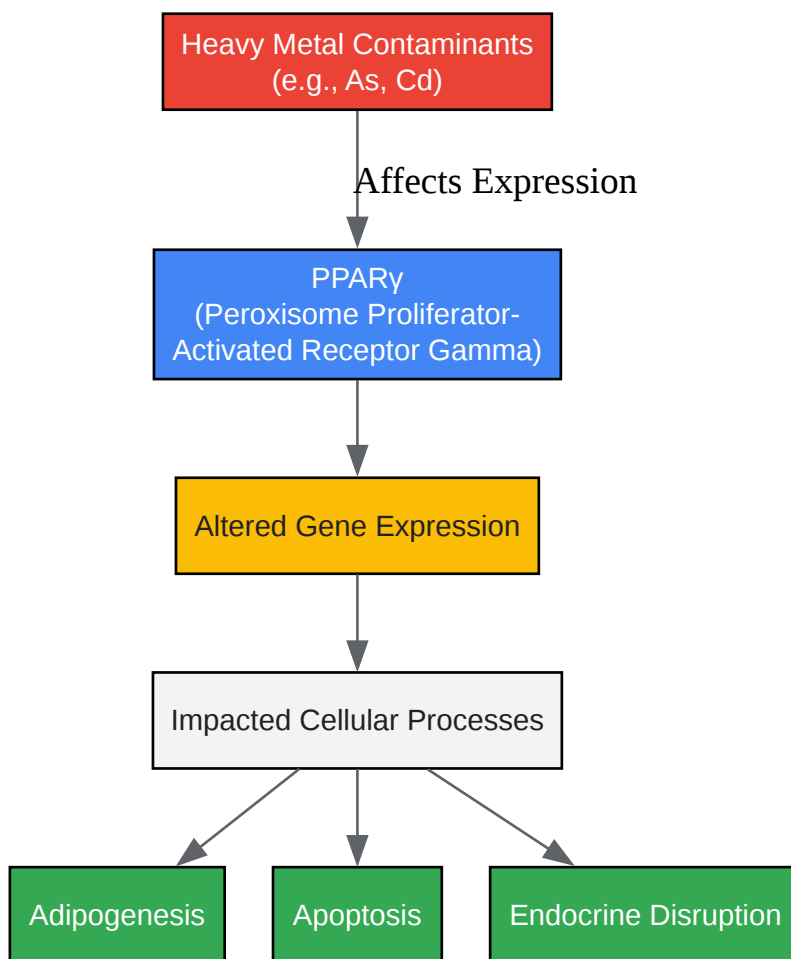 Heavy Metal Contaminants
(e.g., As, Cd)
Affects Expression
PPARγ
(Peroxisome Proliferator-
Activated Receptor Gamma)
Altered Gene Expression
Impacted Cellular Processes
Adipogenesis
Apoptosis
Endocrine Disruption